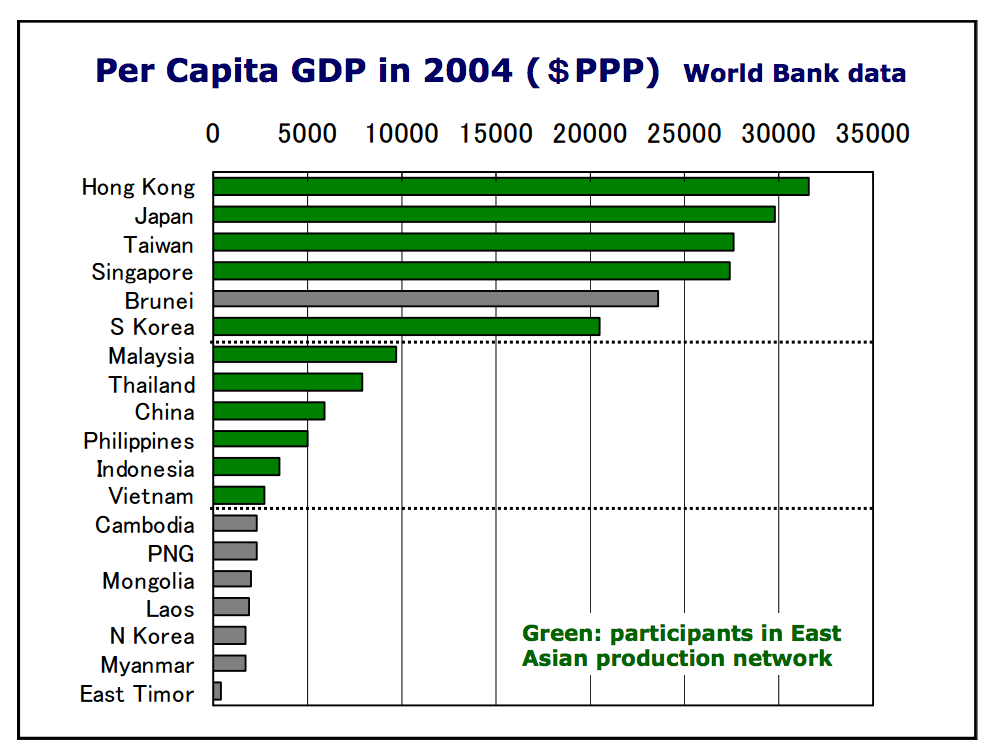 Per Capita GDP in 2004 ($PPP) World Bank data
0 5000 10000 15000 20000 25000 30000 35000
Hong Kong
Japan
Taiwan
Singapore
Brunei
S Korea
Malaysia
Thailand
China
Philippines
Indonesia
Vietnam
Cambodia
PNG
Mongolia
Laos
N Korea
Myanmar
East Timor
Green: participants in East
Asian production network